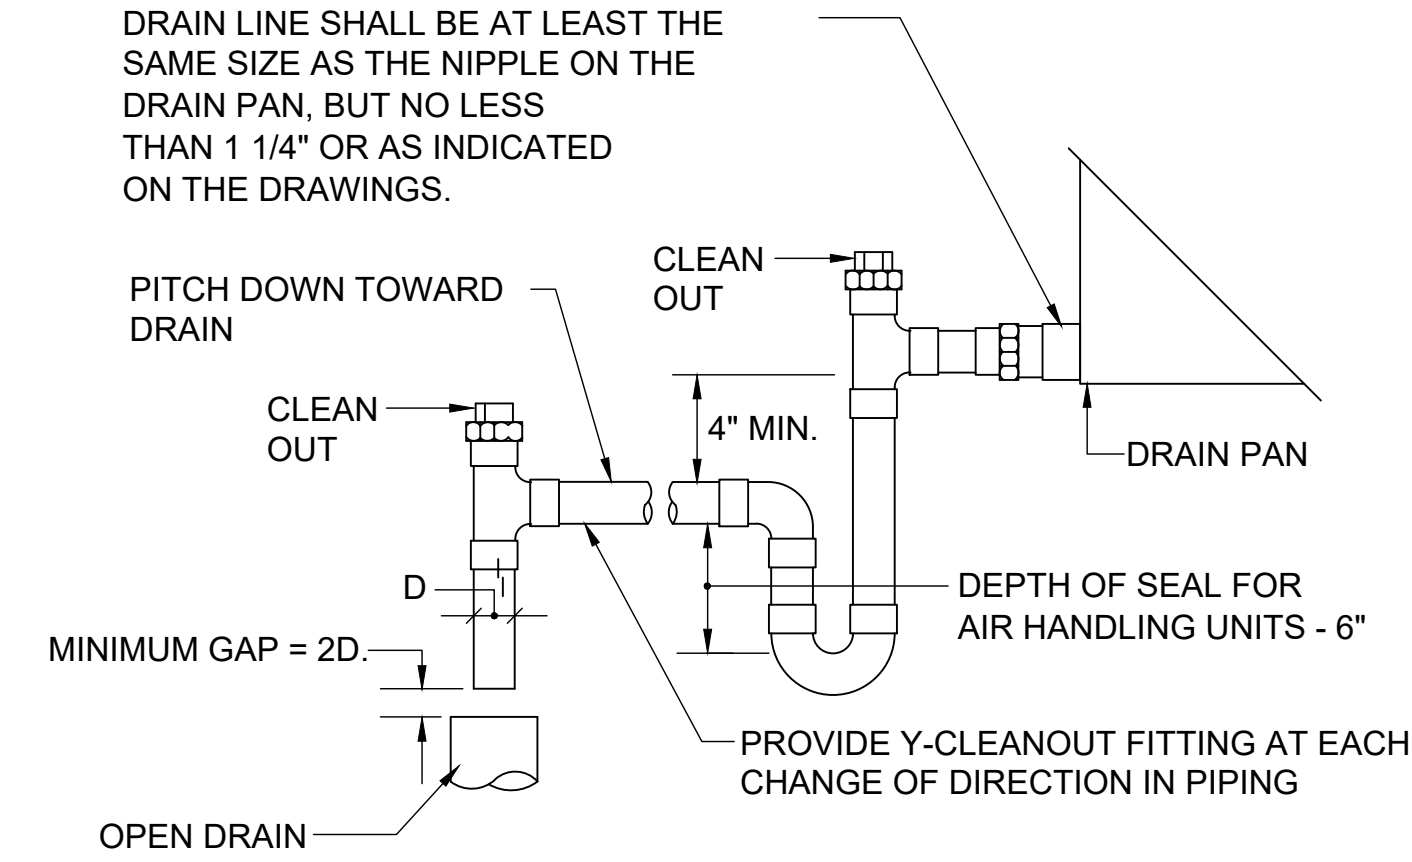 DRAIN LINE SHALL BE AT LEAST THE
SAME SIZE AS THE NIPPLE ON THE
DRAIN PAN, BUT NO LESS
THAN 1 1/4" OR AS INDICATED
ON THE DRAWINGS.
CLEAN
OUT
PITCH DOWN TOWARD
DRAIN
CLEAN
OUT
4" MIN.
DRAIN PAN
D
DEPTH OF SEAL FOR
AIR HANDLING UNITS - 6"
MINIMUM GAP = 2D.
PROVIDE Y-CLEANOUT FITTING AT EACH
CHANGE OF DIRECTION IN PIPING
OPEN DRAIN